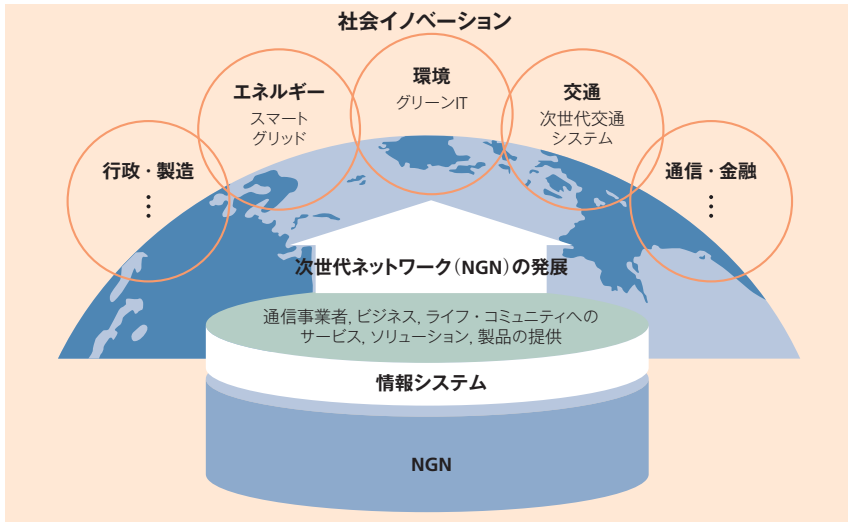 社会イノベーション
環境
グリーンIT
エネルギー
スマート
グリッド
交通
次世代交通
システム
行政・製造
⋮
通信・金融
⋮
次世代ネットワーク（NGN）の発展
通信事業者, ビジネス, ライフ・コミュニティへの
サービス, ソリューション, 製品の提供
情報システム
NGN